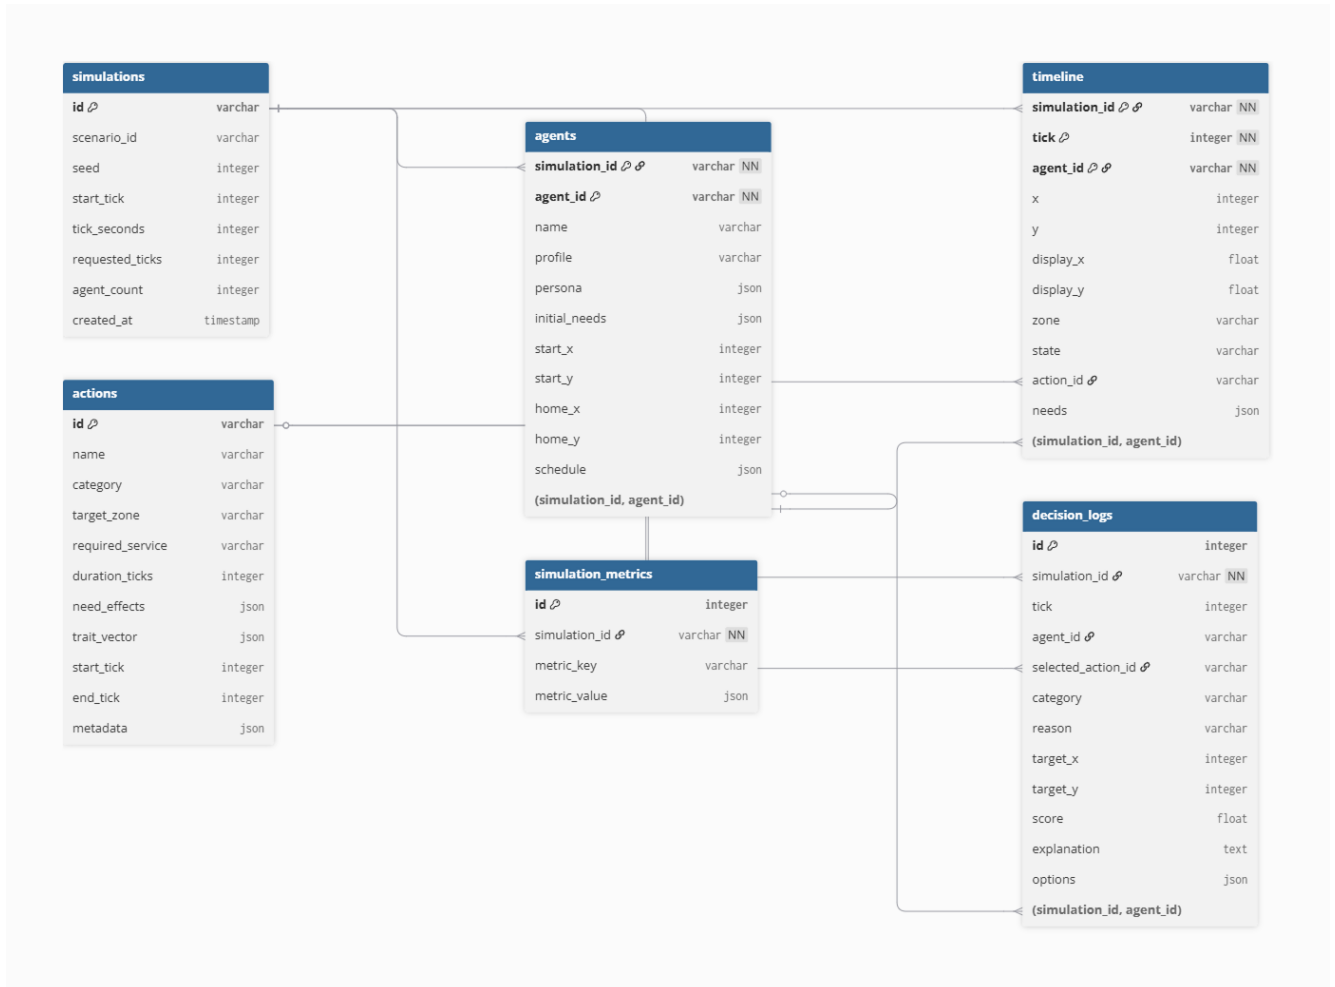 simulations
id varchar
scenario_id varchar
seed integer
start_tick integer
tick_seconds integer
requested_ticks integer
agent_count integer
created_at timestamp
actions
id varchar
name varchar
category varchar
target_zone varchar
required_service varchar
duration_ticks integer
need_effects json
trait_vector json
start_tick integer
end_tick integer
metadata json
agents
simulation_id varchar NN
agent_id varchar NN
name varchar
profile varchar
persona json
initial_needs json
start_x integer
start_y integer
home_x integer
home_y integer
schedule json
(simulation_id, agent_id)
simulation_metrics
id integer
simulation_id varchar NN
metric_key varchar
metric_value json
timeline
simulation_id varchar NN
tick integer NN
agent_id varchar NN
x integer
y integer
display_x float
display_y float
zone varchar
state varchar
action_id varchar
needs json
(simulation_id, agent_id)
decision_logs
id integer
simulation_id varchar NN
tick integer
agent_id varchar
selected_action_id varchar
category varchar
reason varchar
target_x integer
target_y integer
score float
explanation text
options json
(simulation_id, agent_id)